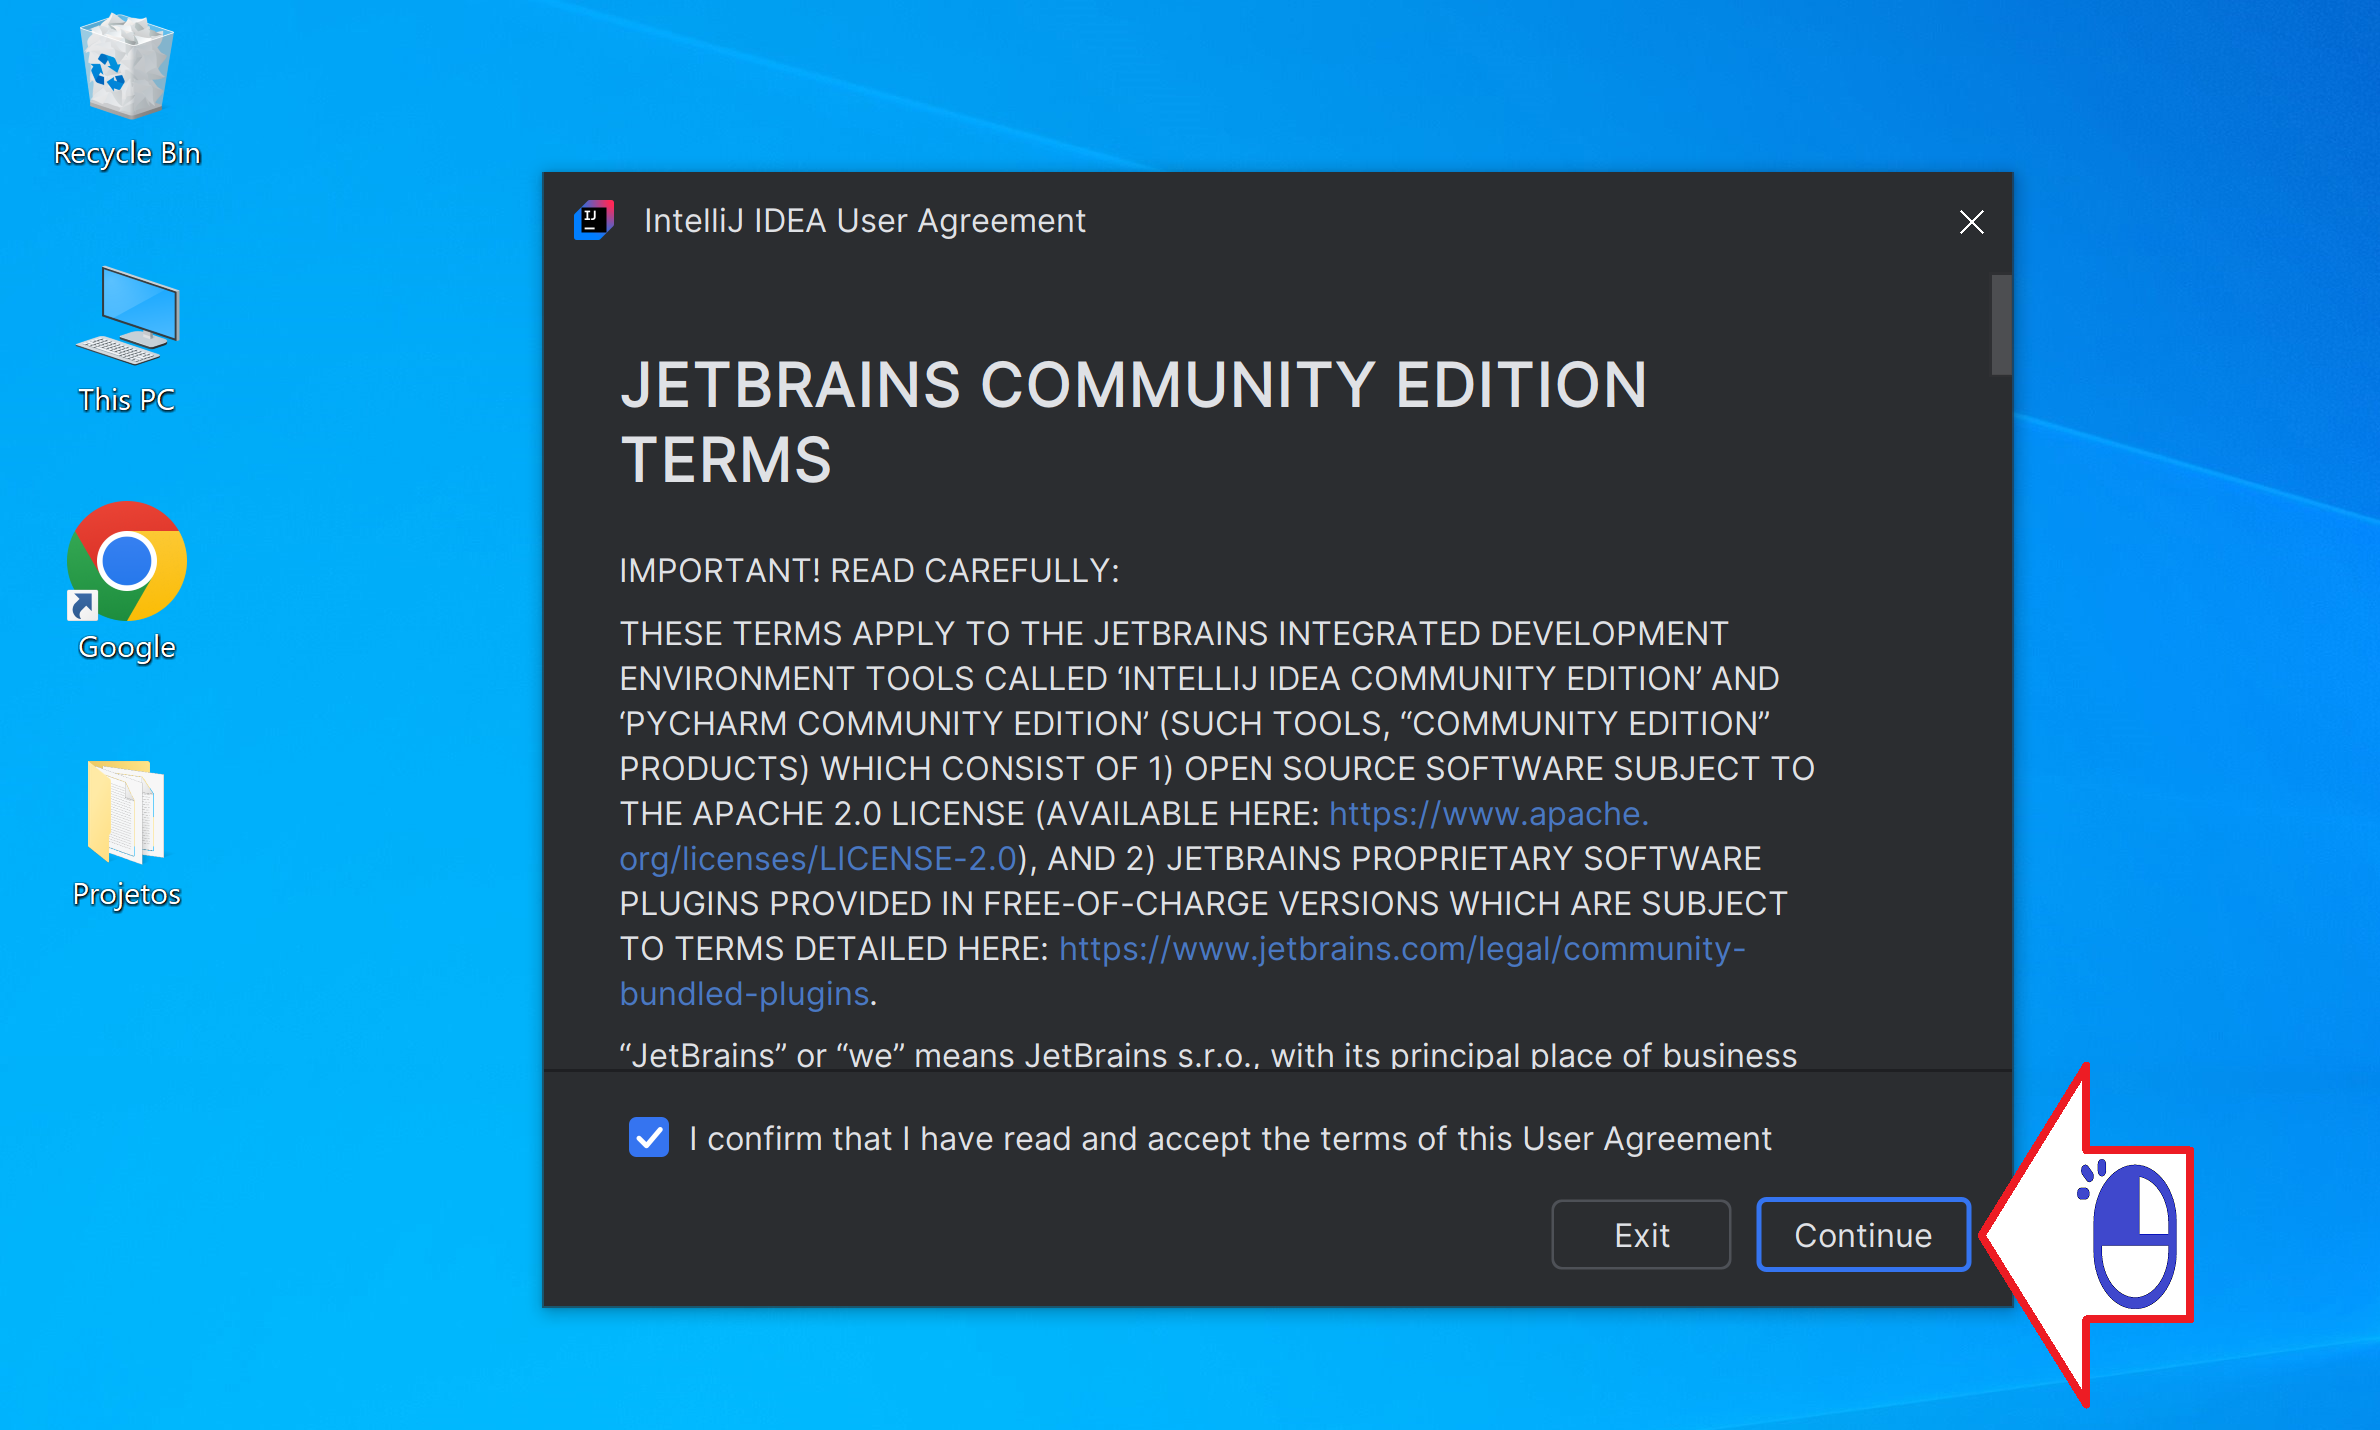 Recycle Bin
This PC
Google
Projetos
IJ
IntelliJ IDEA User Agreement
JETBRAINS COMMUNITY EDITION
TERMS
IMPORTANT! READ CAREFULLY:
THESE TERMS APPLY TO THE JETBRAINS INTEGRATED DEVELOPMENT
ENVIRONMENT TOOLS CALLED ‘INTELLIJ IDEA COMMUNITY EDITION’ AND
‘PYCHARM COMMUNITY EDITION’ (SUCH TOOLS, “COMMUNITY EDITION”
PRODUCTS) WHICH CONSIST OF 1) OPEN SOURCE SOFTWARE SUBJECT TO
THE APACHE 2.0 LICENSE (AVAILABLE HERE: https://www.apache.
org/licenses/LICENSE-2.0), AND 2) JETBRAINS PROPRIETARY SOFTWARE
PLUGINS PROVIDED IN FREE-OF-CHARGE VERSIONS WHICH ARE SUBJECT
TO TERMS DETAILED HERE: https://www.jetbrains.com/legal/community-
bundled-plugins.
“JetBrains” or “we” means JetBrains s.r.o., with its principal place of business
I confirm that I have read and accept the terms of this User Agreement
Exit
Continue